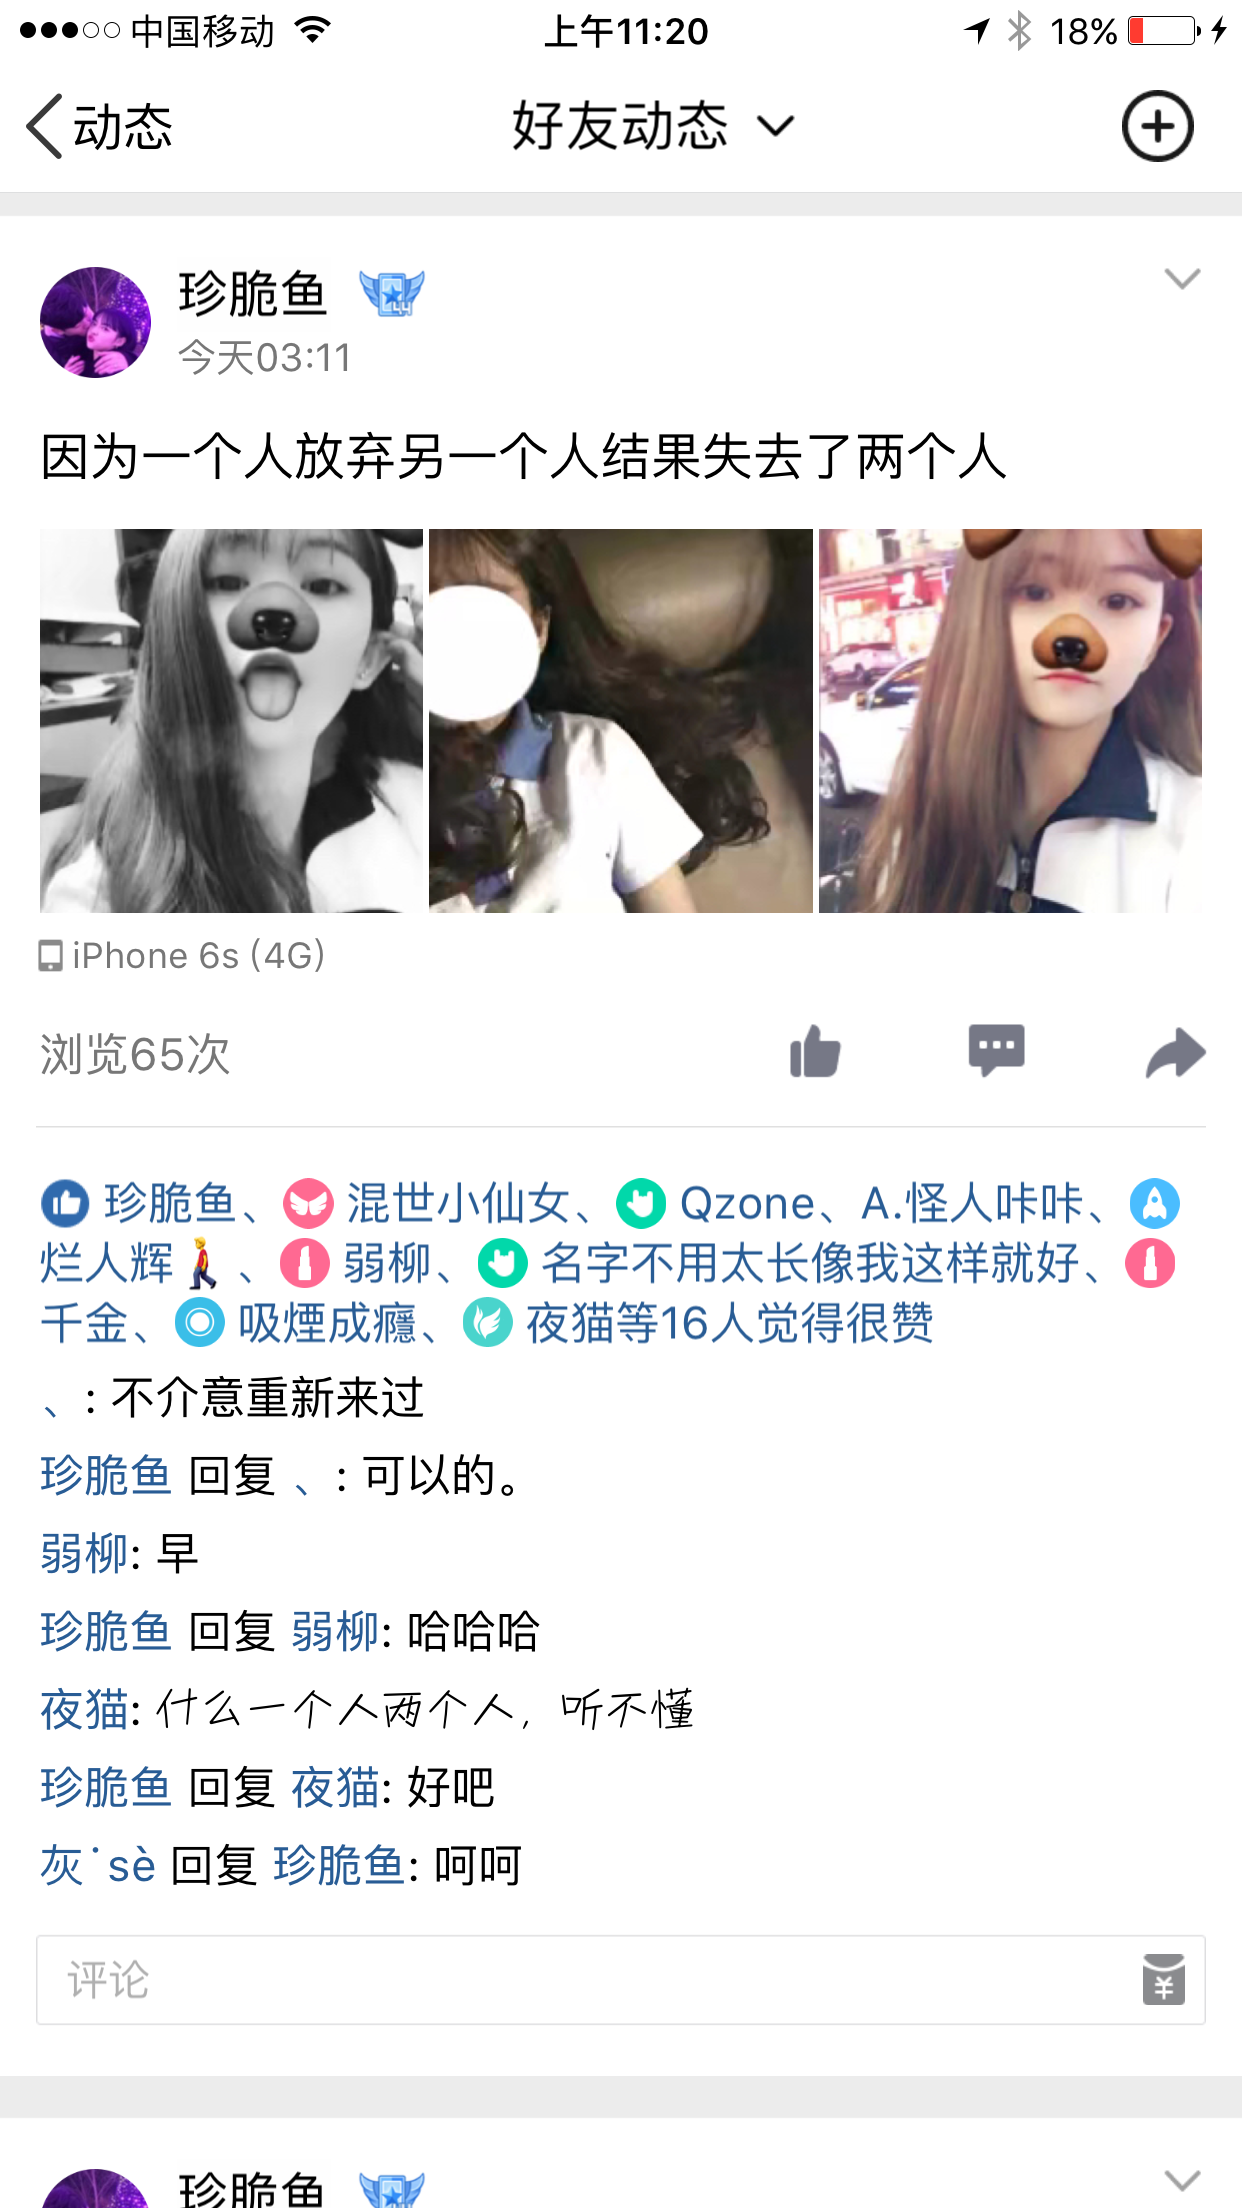 中国移动 上午11:20 18%
动态 好友动态
珍脆鱼
今天03:11
因为一个人放弃另一个人结果失去了两个人
iPhone 6s (4G)
浏览65次
珍脆鱼、混世小仙女、Qzone、A.怪人咔咔、
烂人辉、弱柳、名字不用太长像我这样就好、
千金、吸煙成癮、夜猫等16人觉得很赞
、: 不介意重新来过
珍脆鱼 回复 、: 可以的。
弱柳: 早
珍脆鱼 回复 弱柳: 哈哈哈
夜猫: 什么一个人两个人，听不懂
珍脆鱼 回复 夜猫: 好吧
灰˙sè 回复 珍脆鱼: 呵呵
评论
珍脆鱼